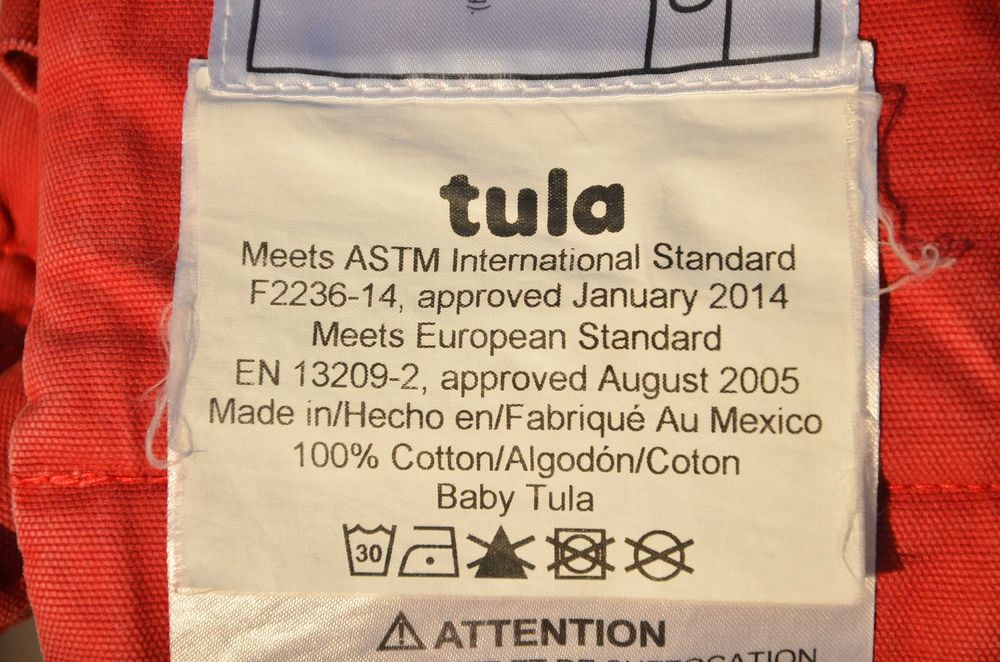 tula
Meets ASTM International Standard
F2236-14, approved January 2014
Meets European Standard
EN 13209-2, approved August 2005
Made in/Hecho en/Fabriqué Au Mexico
100% Cotton/Algodón/Coton
Baby Tula
30
ATTENTION